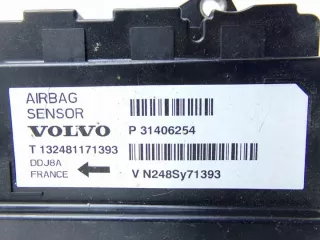 AIRBAG
SENSOR
VOLVO P 31406254
T 132481171393
DDJ8A
FRANCE V N248Sy71393